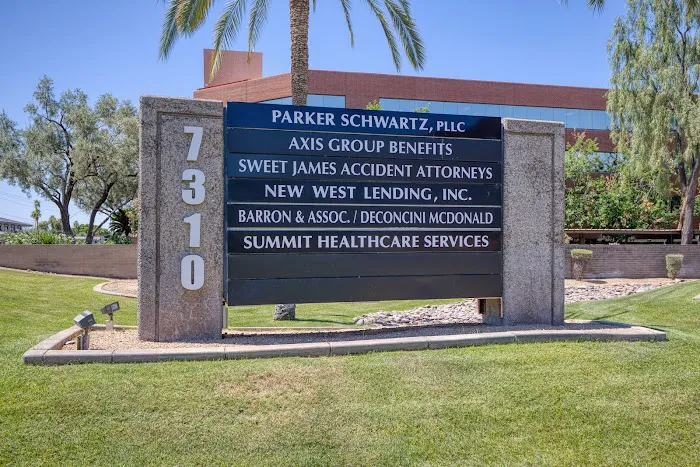 7310
PARKER SCHWARTZ, PLLC
AXIS GROUP BENEFITS
SWEET JAMES ACCIDENT ATTORNEYS
NEW WEST LENDING, INC.
BARRON & ASSOC. / DECONCINI MCDONALD
SUMMIT HEALTHCARE SERVICES